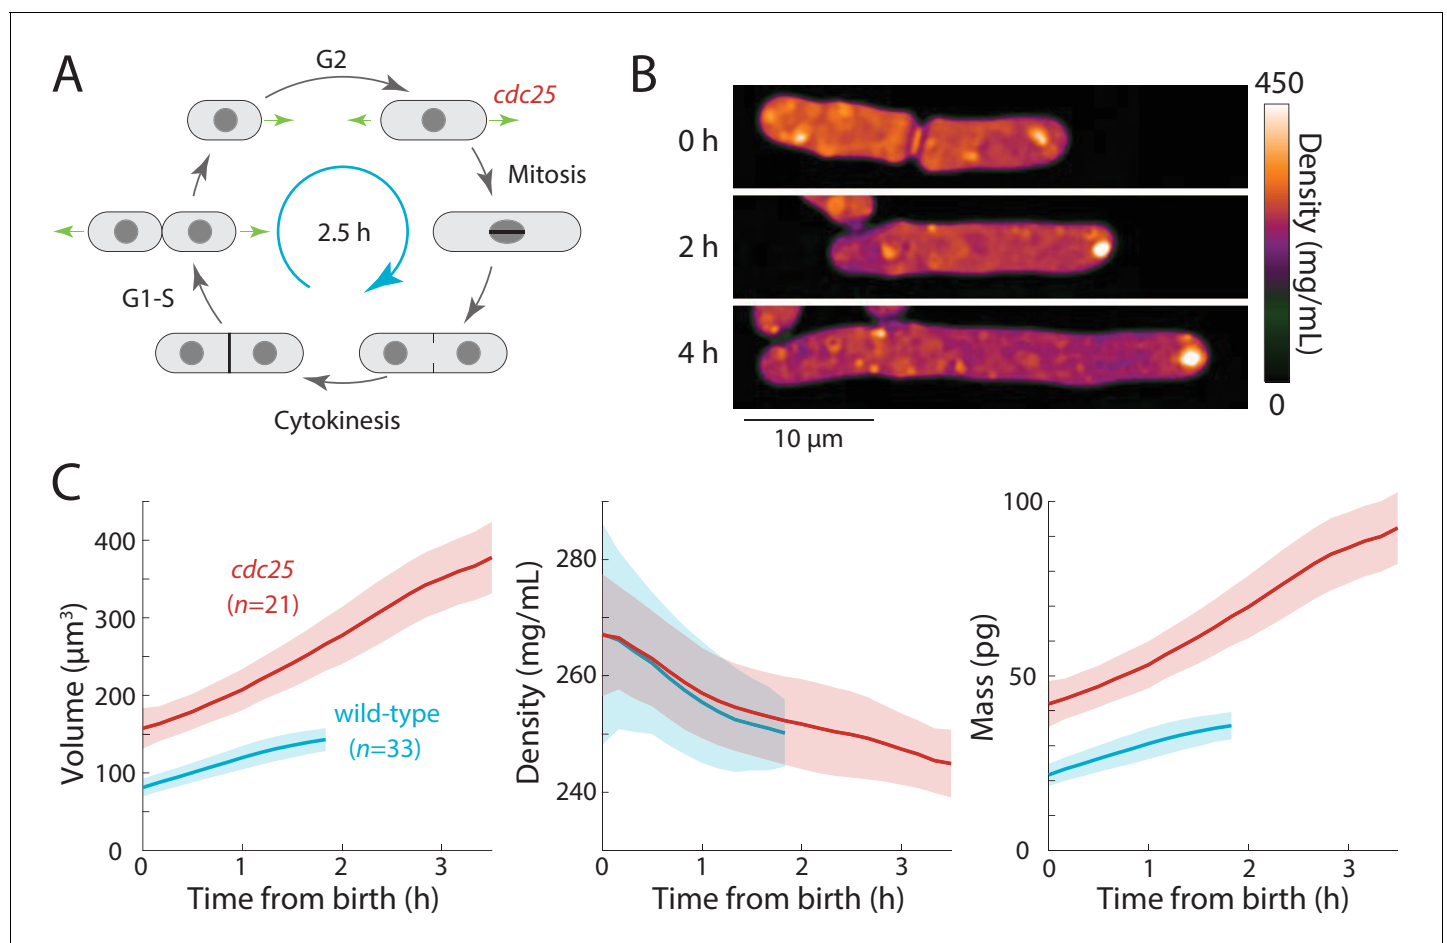 A
G2
cdc25
Mitosis
2.5 h
G1-S
Cytokinesis
B
0 h
2 h
4 h
10 µm
450
Density (mg/mL)
0
C
Volume (µm³)
400
300
200
100
0
cdc25
(n=21)
wild-type
(n=33)
0
1
2
3
Time from birth (h)
Density (mg/mL)
280
260
240
0
1
2
3
Time from birth (h)
Mass (pg)
100
50
0
0
1
2
3
Time from birth (h)